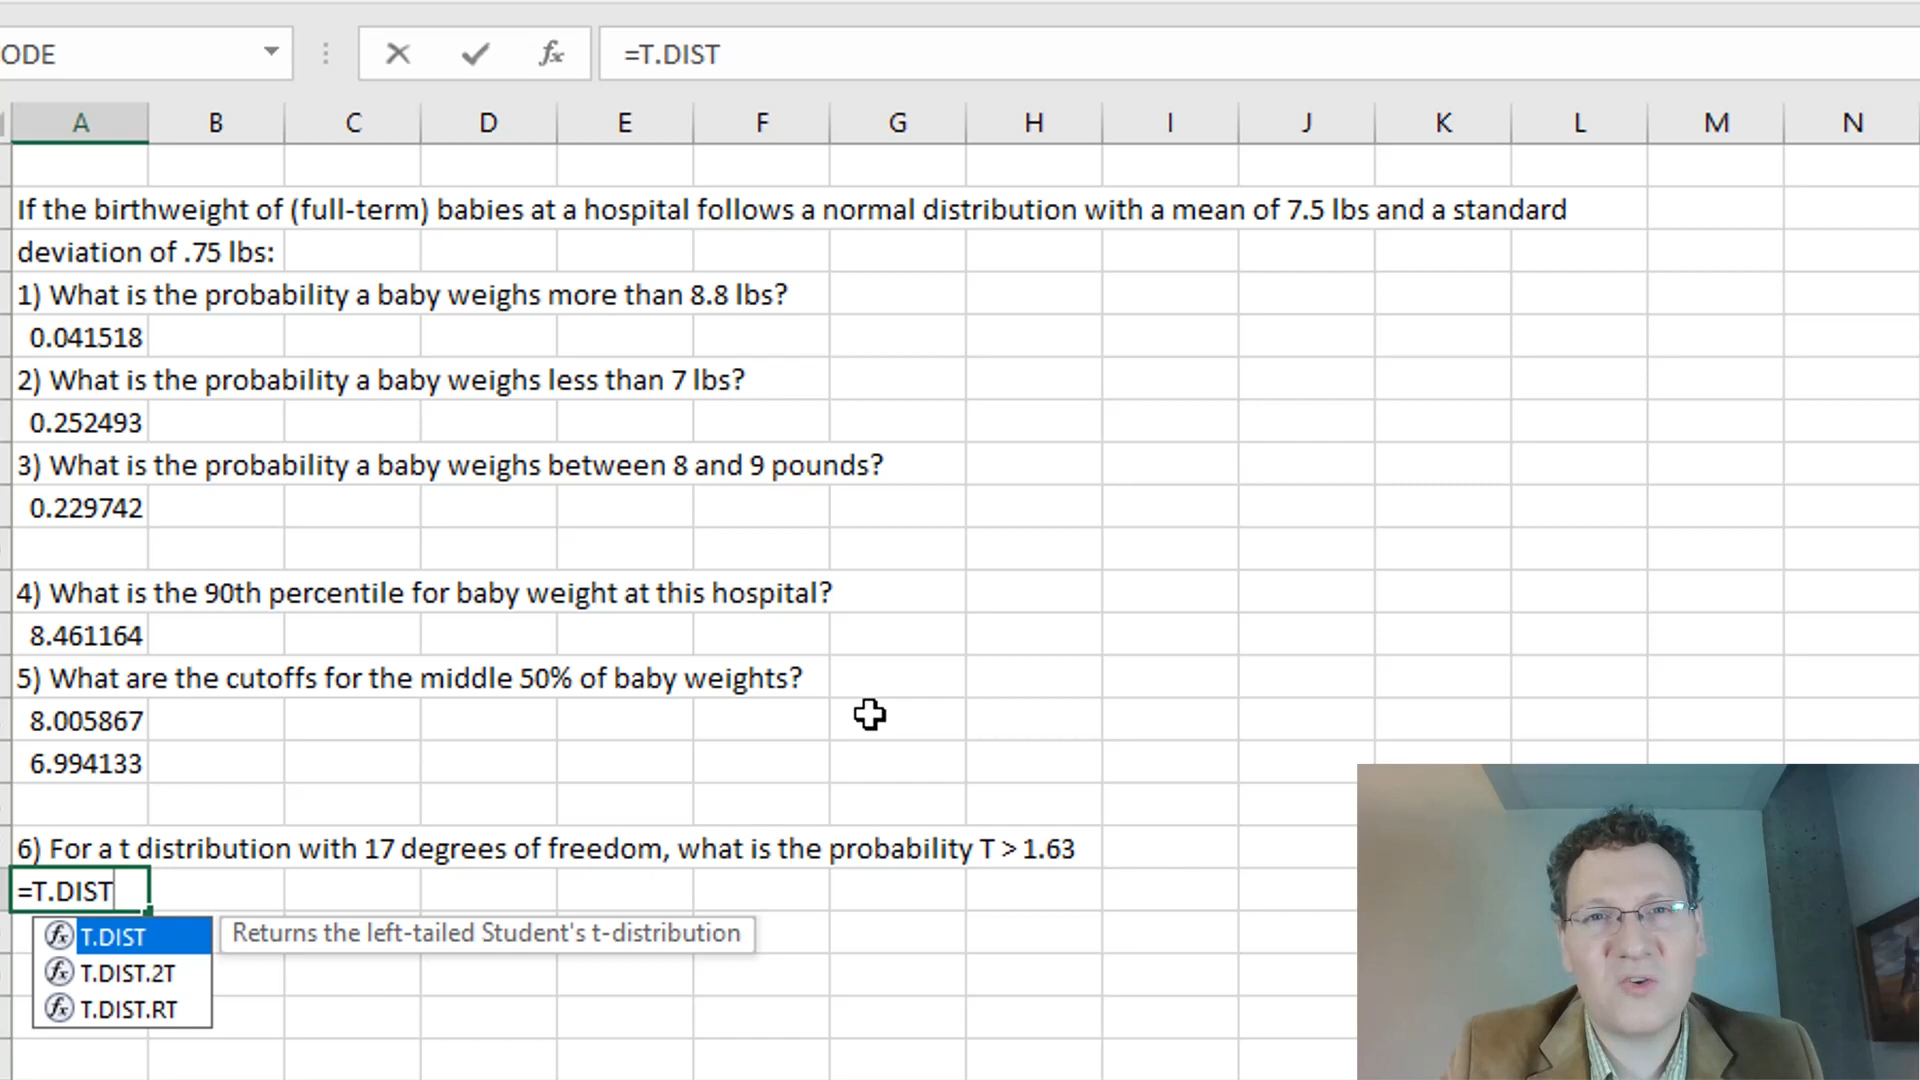 ODE
fx
=T.DIST
A B C D E F G H I J K L M N
If the birthweight of (full-term) babies at a hospital follows a normal distribution with a mean of 7.5 lbs and a standard
deviation of .75 lbs:
1) What is the probability a baby weighs more than 8.8 lbs?
0.041518
2) What is the probability a baby weighs less than 7 lbs?
0.252493
3) What is the probability a baby weighs between 8 and 9 pounds?
0.229742
4) What is the 90th percentile for baby weight at this hospital?
8.461164
5) What are the cutoffs for the middle 50% of baby weights?
8.005867
6.994133
6) For a t distribution with 17 degrees of freedom, what is the probability T > 1.63
=T.DIST
fx T.DIST Returns the left-tailed Student's t-distribution
fx T.DIST.2T
fx T.DIST.RT